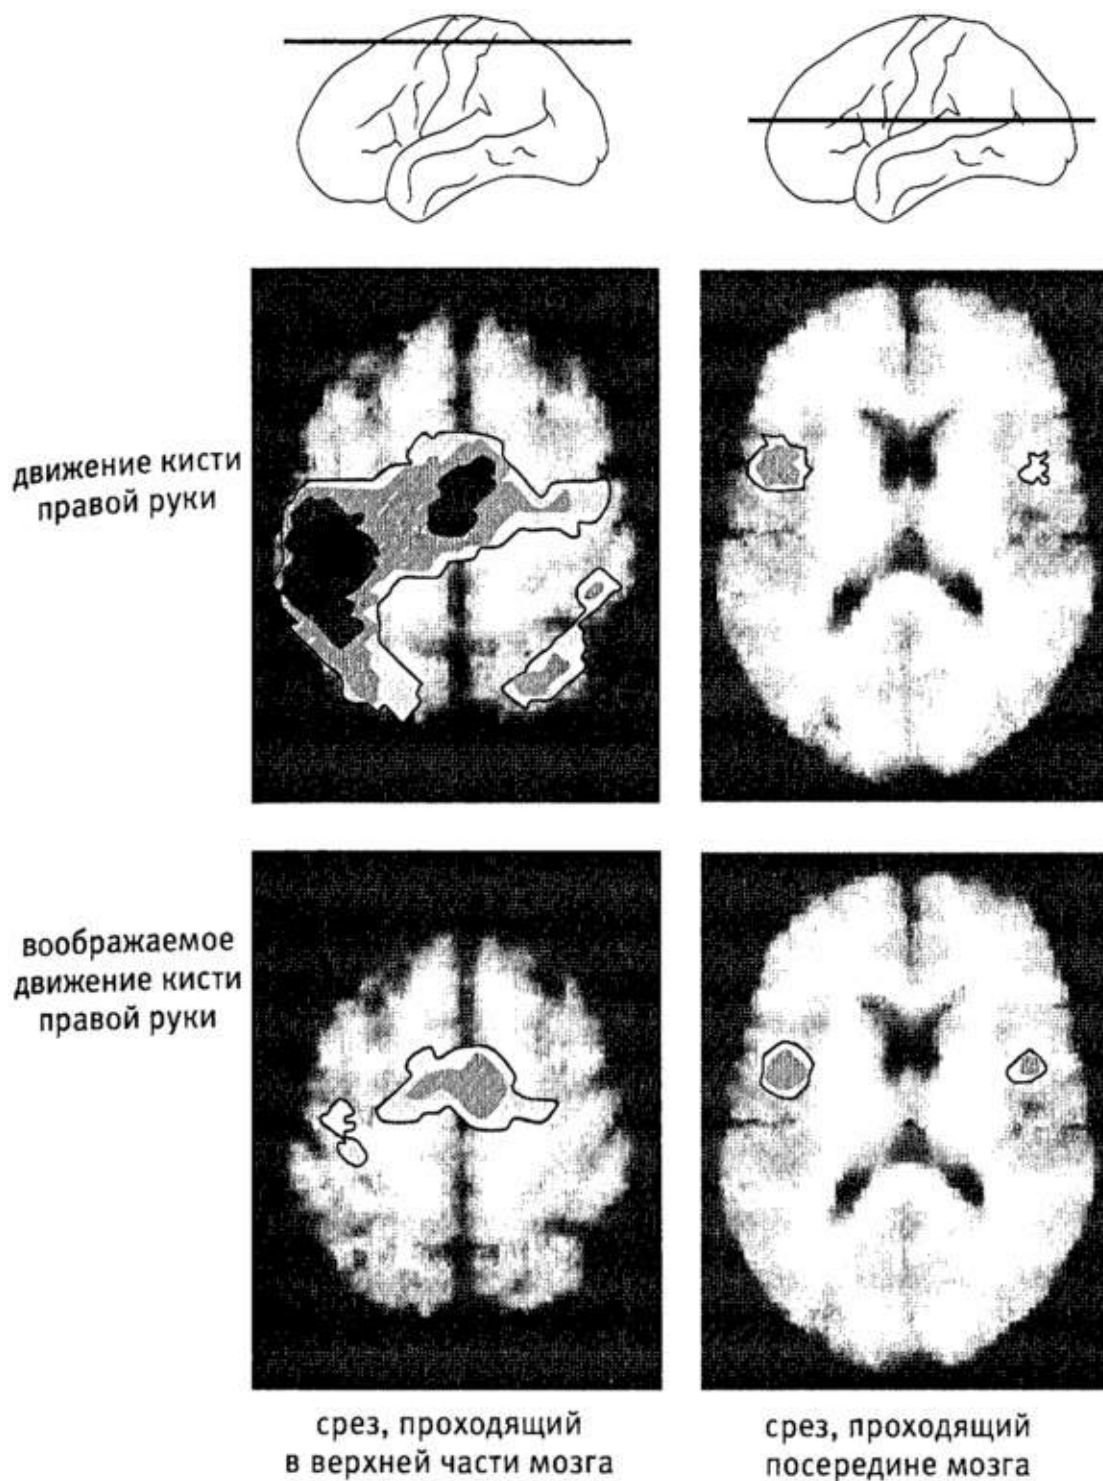 движение кисти
правой руки
воображаемое
движение кисти
правой руки
срез, проходящий
в верхней части мозга
срез, проходящий
посередине мозга